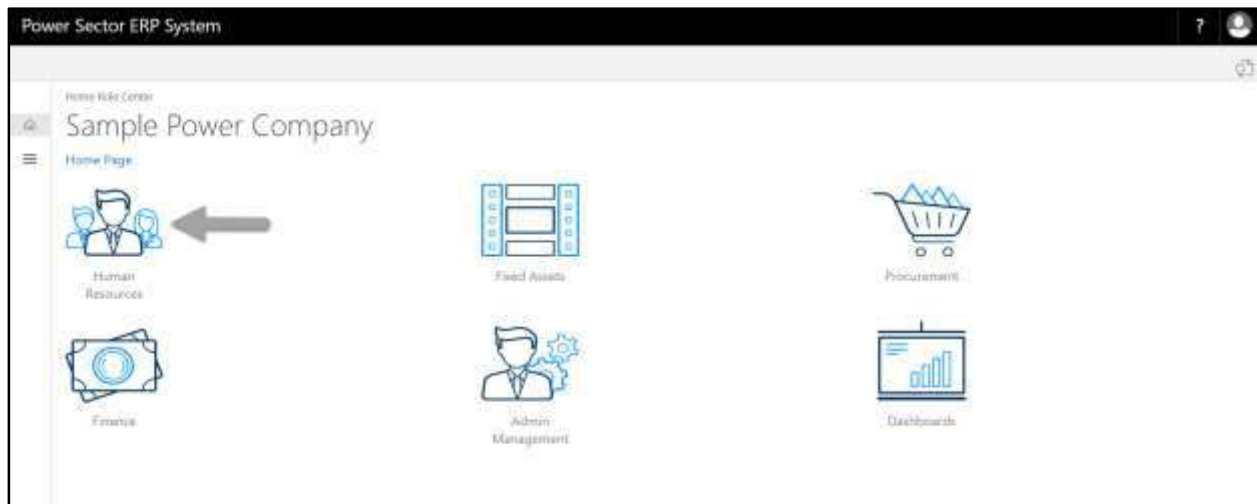 Power Sector ERP System
?
Home Role Center
Sample Power Company
Home Page
Human
Resources
Fixed Assets
Procurement
Finance
Admin
Management
Dashboards